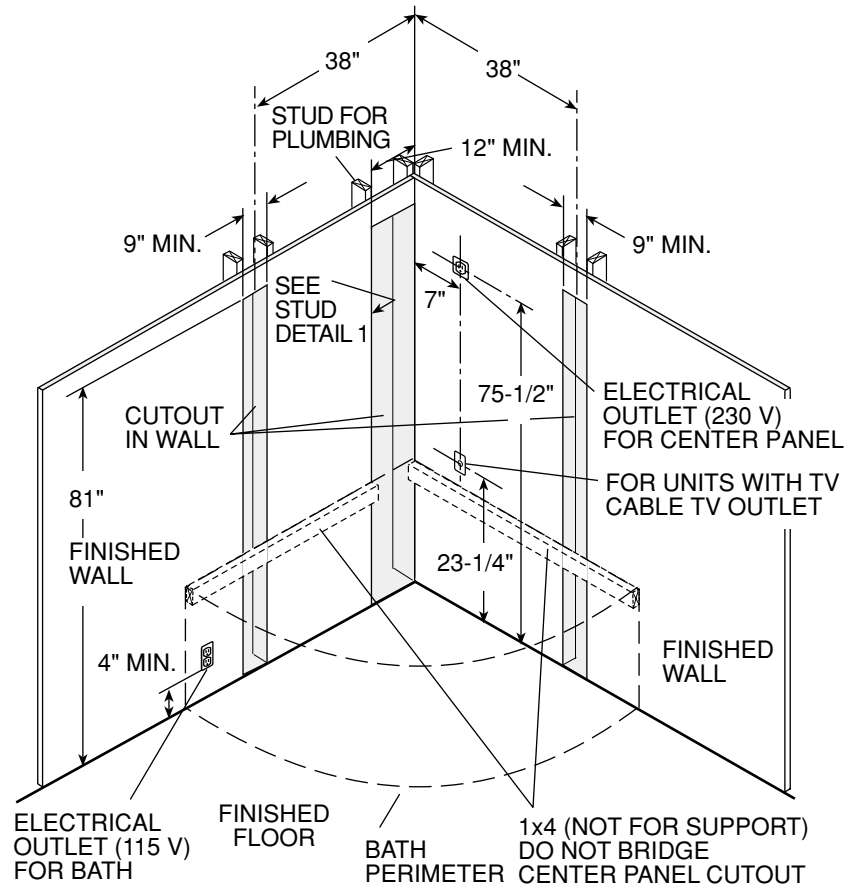 38"
38"
STUD FOR
PLUMBING
12" MIN.
9" MIN.
9" MIN.
SEE
STUD
DETAIL 1
7"
75-1/2"
ELECTRICAL
OUTLET (230 V)
FOR CENTER PANEL
CUTOUT
IN WALL
FOR UNITS WITH TV
CABLE TV OUTLET
81"
FINISHED
WALL
23-1/4"
4" MIN.
FINISHED
WALL
ELECTRICAL
OUTLET (115 V)
FOR BATH
FINISHED
FLOOR
BATH
PERIMETER
1x4 (NOT FOR SUPPORT)
DO NOT BRIDGE
CENTER PANEL CUTOUT